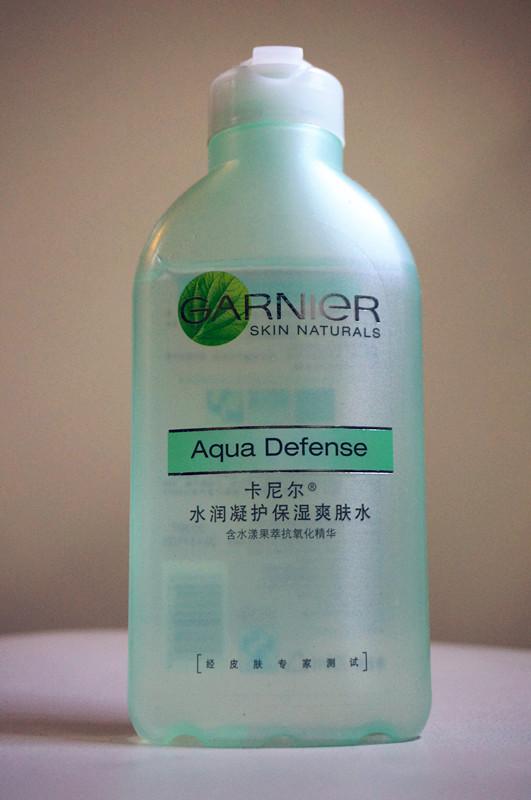 GARNIER
SKIN NATURALS
Aqua Defense
卡尼尔®
水润凝护保湿爽肤水
含水漾果萃抗氧化精华
[经皮肤专家测试]